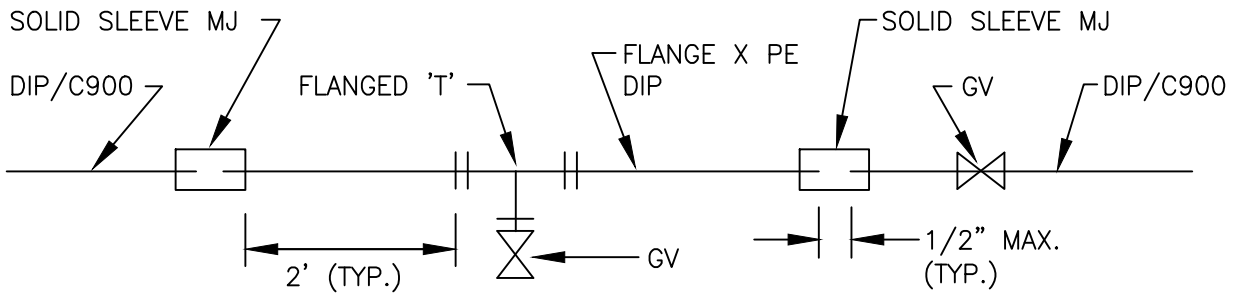 SOLID SLEEVE MJ
SOLID SLEEVE MJ
DIP/C900
FLANGED 'T'
FLANGE X PE
DIP
GV
DIP/C900
2' (TYP.)
GV
1/2" MAX.
(TYP.)